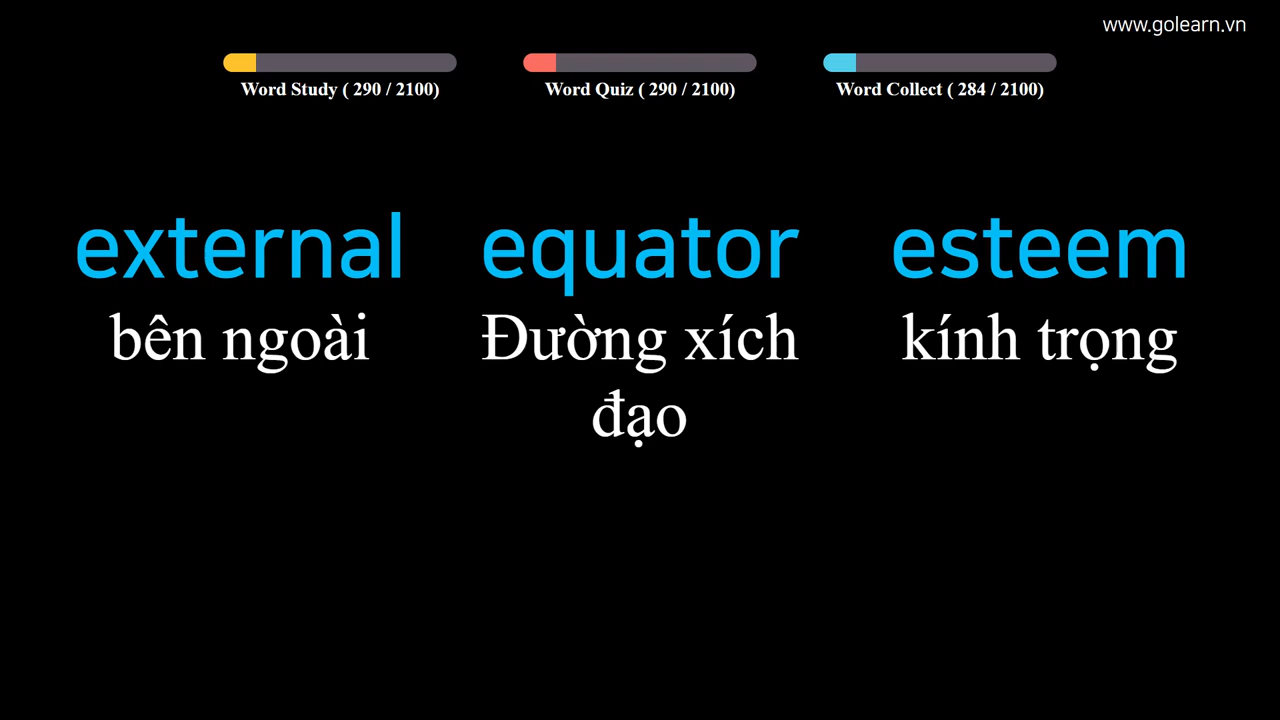 www.golearn.vn
Word Study ( 290 / 2100)
Word Quiz ( 290 / 2100)
Word Collect ( 284 / 2100)
external
bên ngoài
equator
Đường xích
đạo
esteem
kính trọng